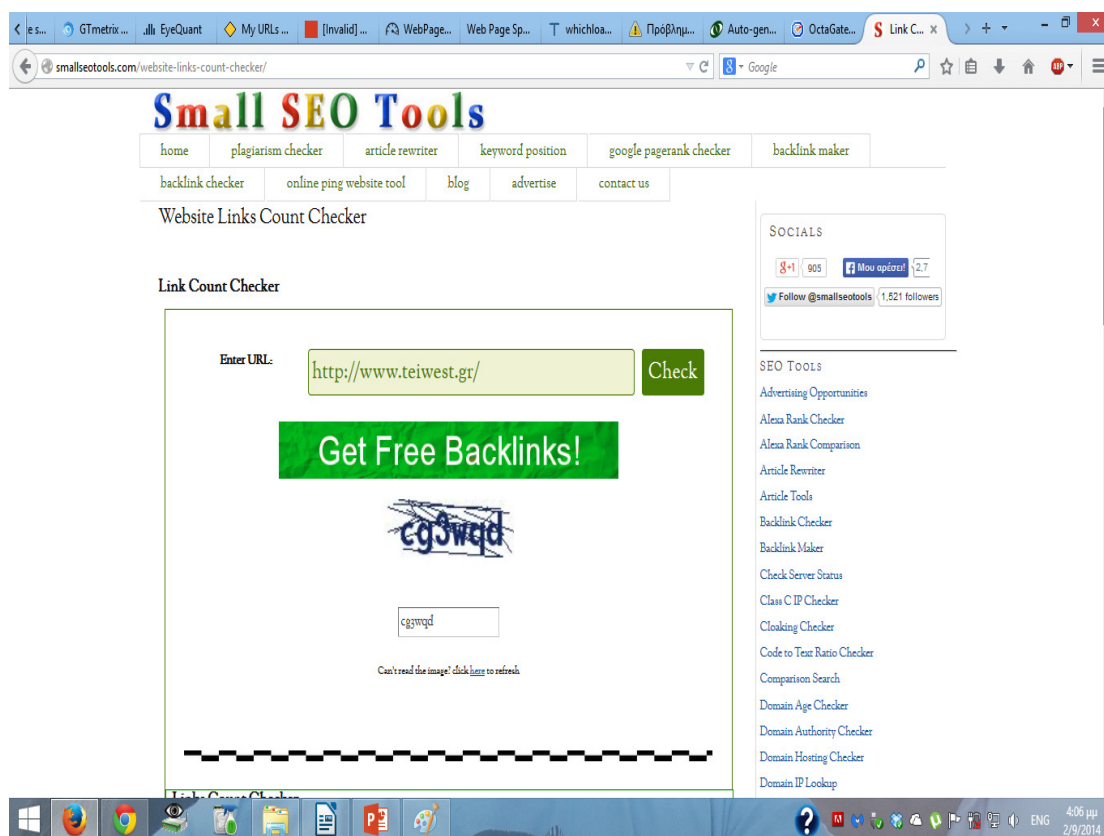 e s...
GTmetrix ...
EyeQuant
My URLs ...
[Invalid] ...
WebPage...
Web Page Sp...
whichloa...
Πρόβλημ...
Auto-gen...
OctaGate...
Link C...
smallseotools.com/website-links-count-checker/
Google
Small SEO Tools
home
plagiarism checker
article rewriter
keyword position
google pagerank checker
backlink maker
backlink checker
online ping website tool
blog
advertise
contact us
Website Links Count Checker
Link Count Checker
Enter URL:
http://www.teiwest.gr/
Check
Get Free Backlinks!
cg3wqd
cg3wqd
Can't read the image? click here to refresh
Links Count Checker
SOCIALS
g+1 905
Μου αρέσει! 2,7
Follow @smallseotools 1,521 followers
SEO TOOLS
Advertising Opportunities
Alexa Rank Checker
Alexa Rank Comparison
Article Rewriter
Article Tools
Backlink Checker
Backlink Maker
Check Server Status
Class C IP Checker
Cloaking Checker
Code to Text Ratio Checker
Comparison Search
Domain Age Checker
Domain Authority Checker
Domain Hosting Checker
Domain IP Lookup
ENG
4:06 μμ
2/9/2014